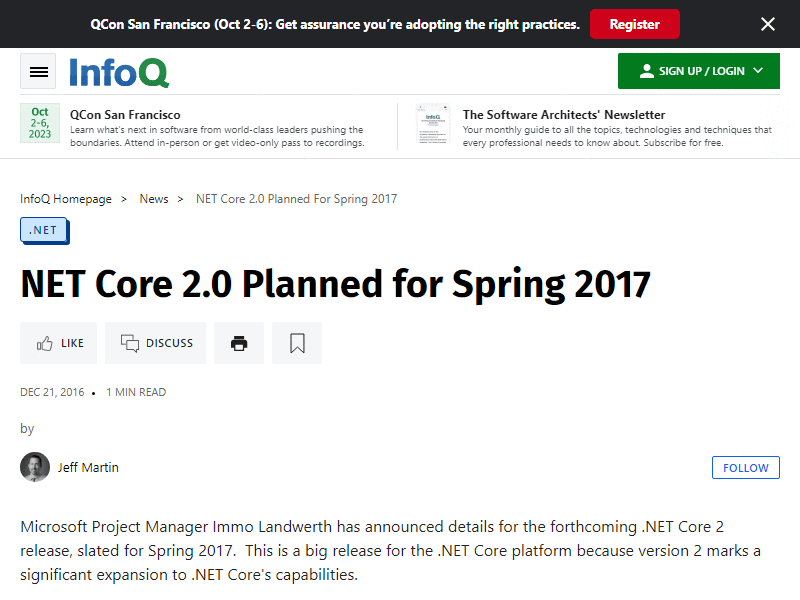 QCon San Francisco (Oct 2-6): Get assurance you’re adopting the right practices.
Register
InfoQ
SIGN UP / LOGIN
Oct
2-6,
2023
QCon San Francisco
Learn what's next in software from world-class leaders pushing the
boundaries. Attend in-person or get video-only pass to recordings.
InfoQ
The Software Architects' Newsletter
Your monthly guide to all the topics, technologies and techniques that
every professional needs to know about. Subscribe for free.
InfoQ Homepage > News > NET Core 2.0 Planned For Spring 2017
.NET
NET Core 2.0 Planned for Spring 2017
LIKE
DISCUSS
DEC 21, 2016 • 1 MIN READ
by
Jeff Martin
FOLLOW
Microsoft Project Manager Immo Landwerth has announced details for the forthcoming .NET Core 2
release, slated for Spring 2017. This is a big release for the .NET Core platform because version 2 marks a
significant expansion to .NET Core's capabilities.